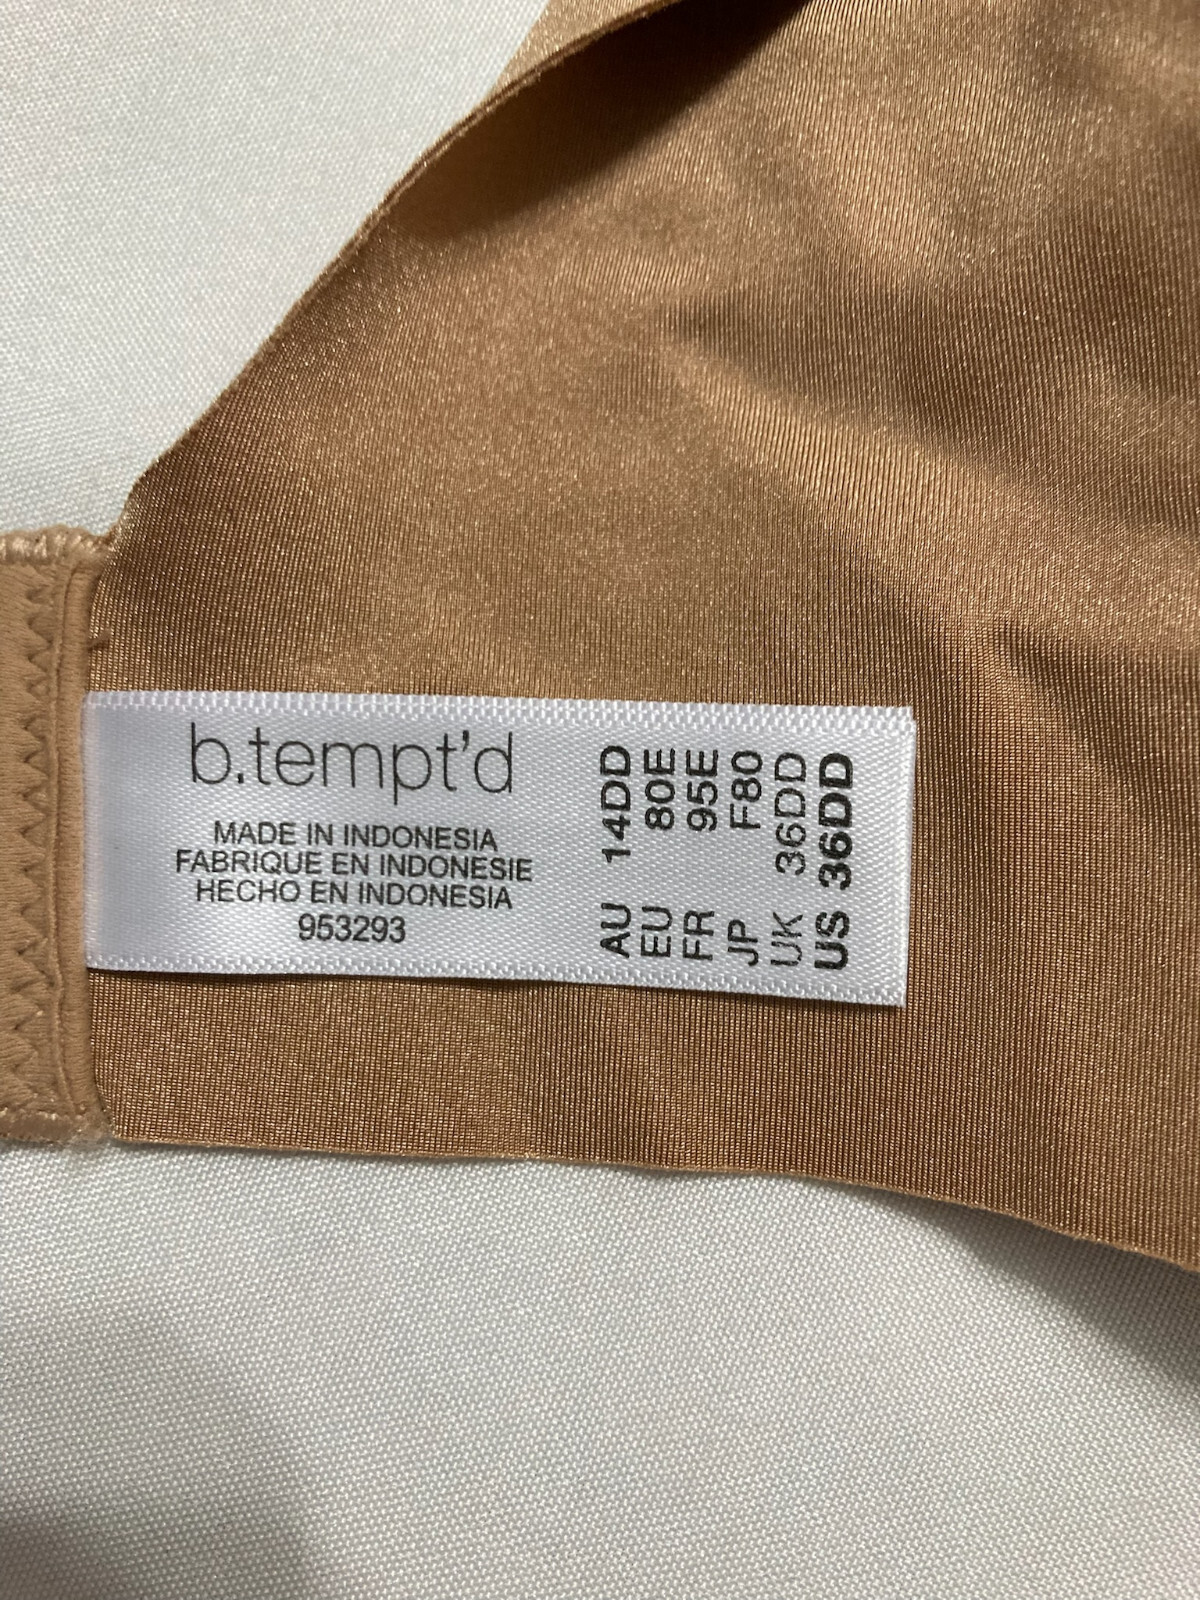 b.tempt'd
MADE IN INDONESIA
FABRIQUE EN INDONESIE
HECHO EN INDONESIA
953293
AU 14DD
EU 80E
FR 95E
JP F80
UK 36DD
US 36DD